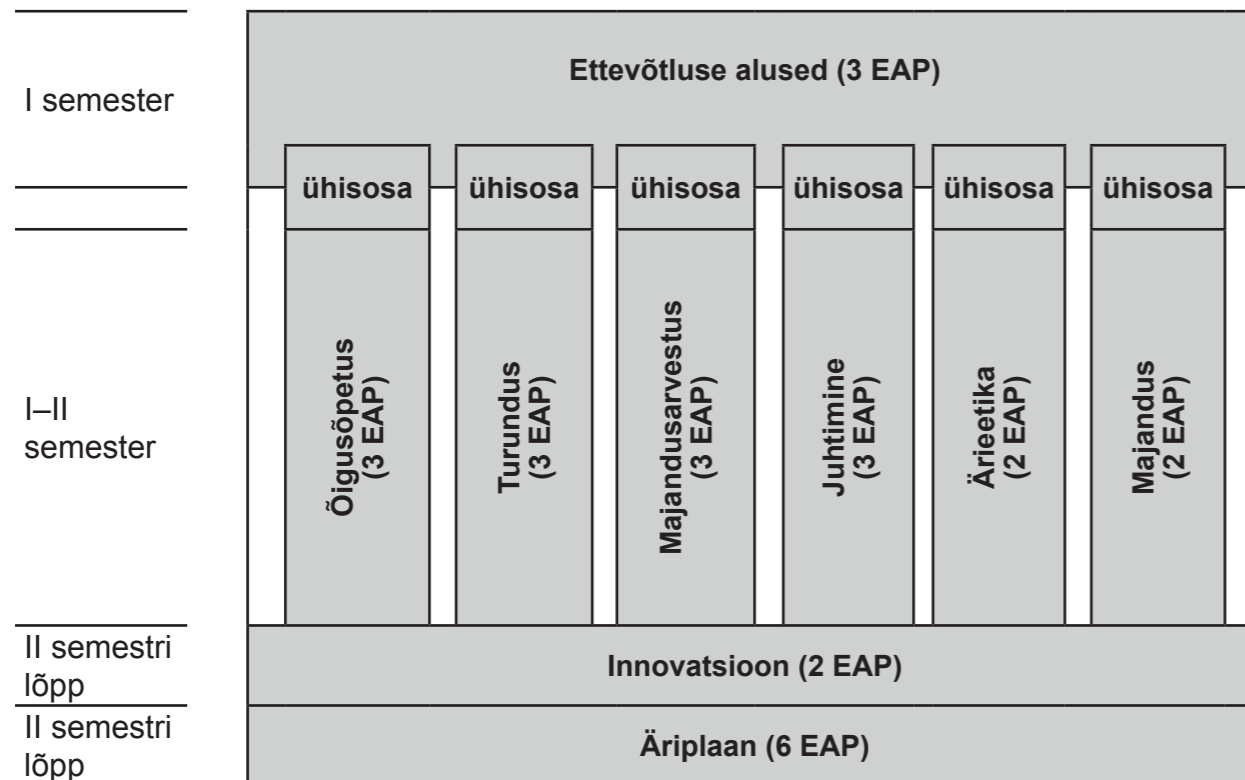 I semester
Ettevõtluse alused (3 EAP)
ühisosa
ühisosa
ühisosa
ühisosa
ühisosa
ühisosa
I–II
semester
Õigusõpetus
(3 EAP)
Turundus
(3 EAP)
Majandusarvestus
(3 EAP)
Juhtimine
(3 EAP)
Ärieetika
(2 EAP)
Majandus
(2 EAP)
II semestri
lõpp
Innovatsioon (2 EAP)
II semestri
lõpp
Äriplaan (6 EAP)